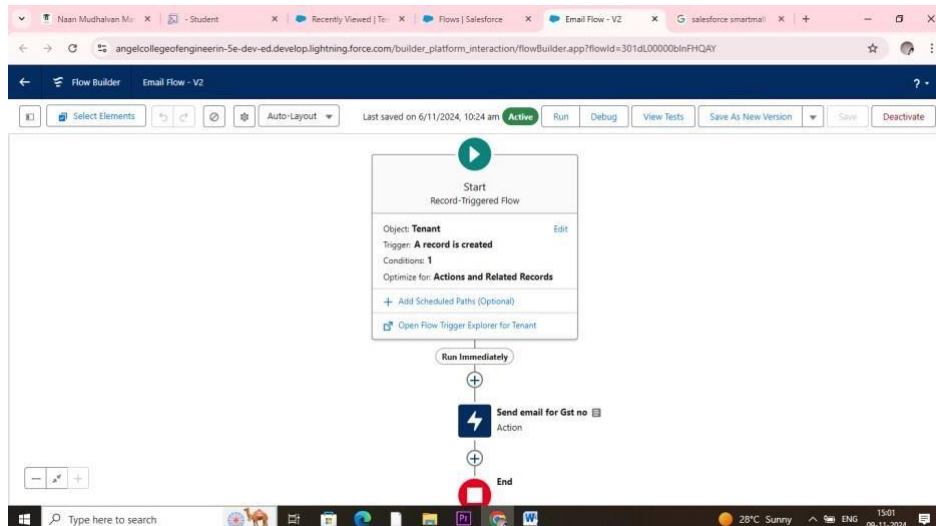 Naan Mudhalvan Ma
- Student
Recently Viewed | Te
Flows | Salesforce
Email Flow - V2
salesforce smartmal
angelcollegeofengineerin-5e-dev-ed.develop.lightning.force.com/builder_platform_interaction/flowBuilder.app?flowId=301dL00000bInFHQAY
Flow Builder Email Flow - V2 ?
Select Elements Auto-Layout Last saved on 6/11/2024, 10:24 am Active Run Debug View Tests Save As New Version Save Deactivate
Start
Record-Triggered Flow
Object: Tenant Edit
Trigger: A record is created
Conditions: 1
Optimize for: Actions and Related Records
+ Add Scheduled Paths (Optional)
Open Flow Trigger Explorer for Tenant
Run Immediately
Send email for Gst no
Action
End
Type here to search Pr W 28°C Sunny ENG 15:01
09-11-2024